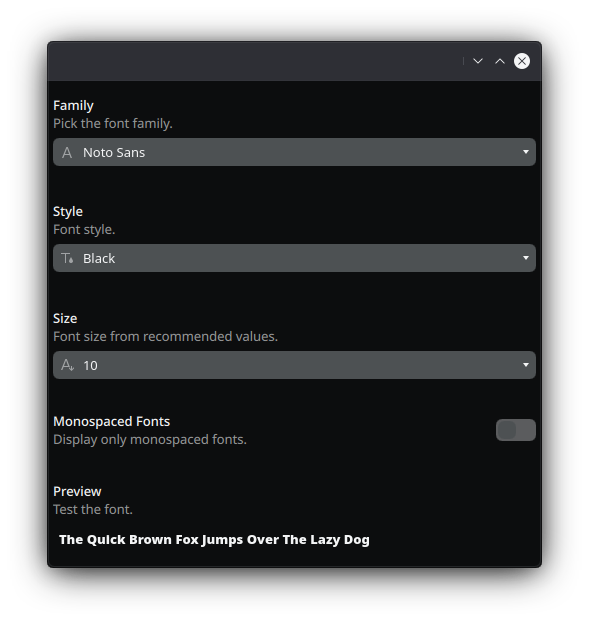 Family
Pick the font family.
Noto Sans
Style
Font style.
Black
Size
Font size from recommended values.
10
Monospaced Fonts
Display only monospaced fonts.
Preview
Test the font.
The Quick Brown Fox Jumps Over The Lazy Dog